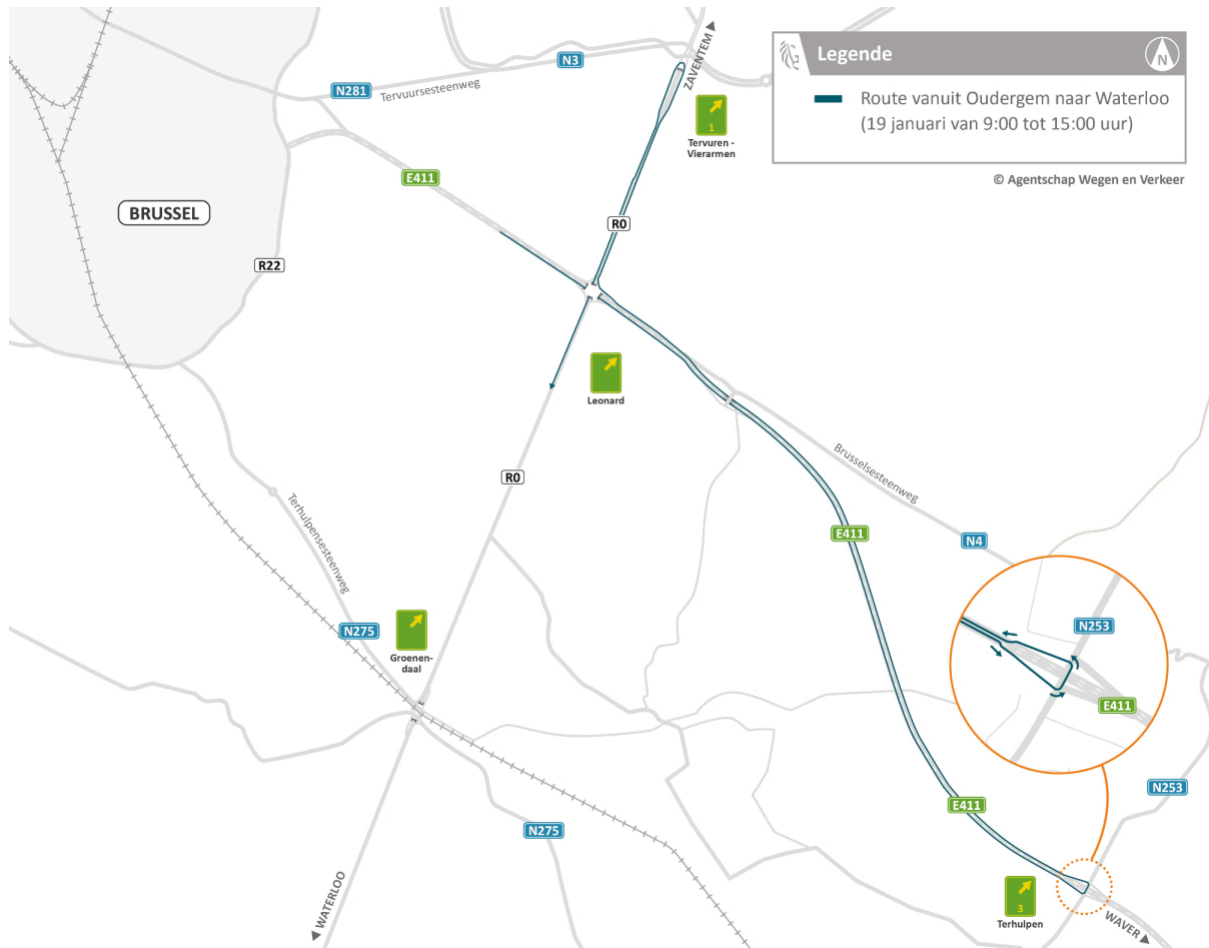 ZAVENTEM
N3
N281
Tervuursesteenweg
1
Tervuren -
Vierarmen
Legende
N
Route vanuit Oudergem naar Waterloo
(19 januari van 9:00 tot 15:00 uur)
© Agentschap Wegen en Verkeer
E411
BRUSSEL
R0
R22
Leonard
Brusselsesteenweg
R0
Terhulpensesteenweg
E411
N4
N275
Groenen-
daal
N253
E411
N253
E411
N275
3
Terhulpen
WATERLOO
WAVER